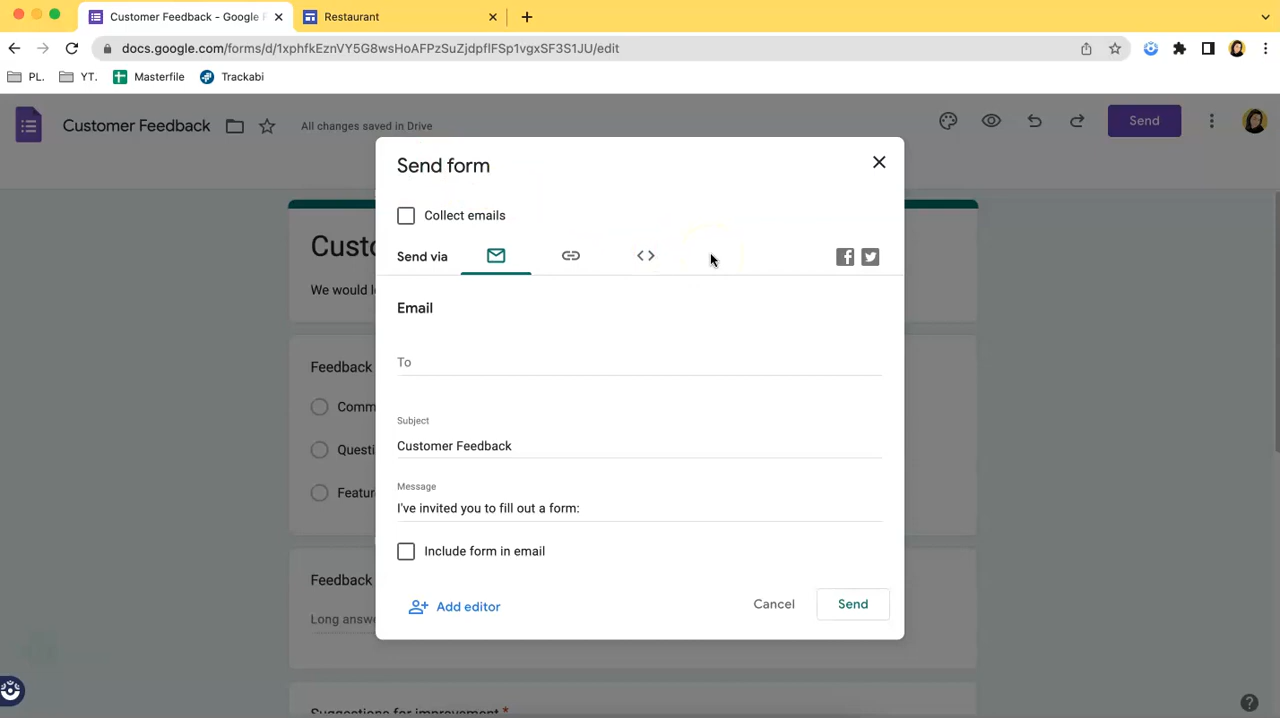 Customer Feedback - Google F
Restaurant
docs.google.com/forms/d/1xphfkEznVY5G8wsHoAFPzSuZjdpflFSp1vgxSF3S1JU/edit
PL.
YT.
Masterfile
Trackabi
Customer Feedback
All changes saved in Drive
Send
Send form
Collect emails
Custo
Send via
We would l
Email
Feedback
To
Comm
Subject
Customer Feedback
Questi
Message
Featur
I've invited you to fill out a form:
Include form in email
Feedback
Add editor
Cancel
Send
Long answe
Suggestions for improvement *